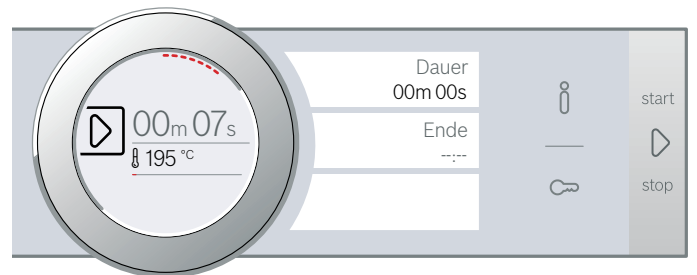 00m 07s
195 °C
Dauer
00m 00s
Ende
--:--
start
stop